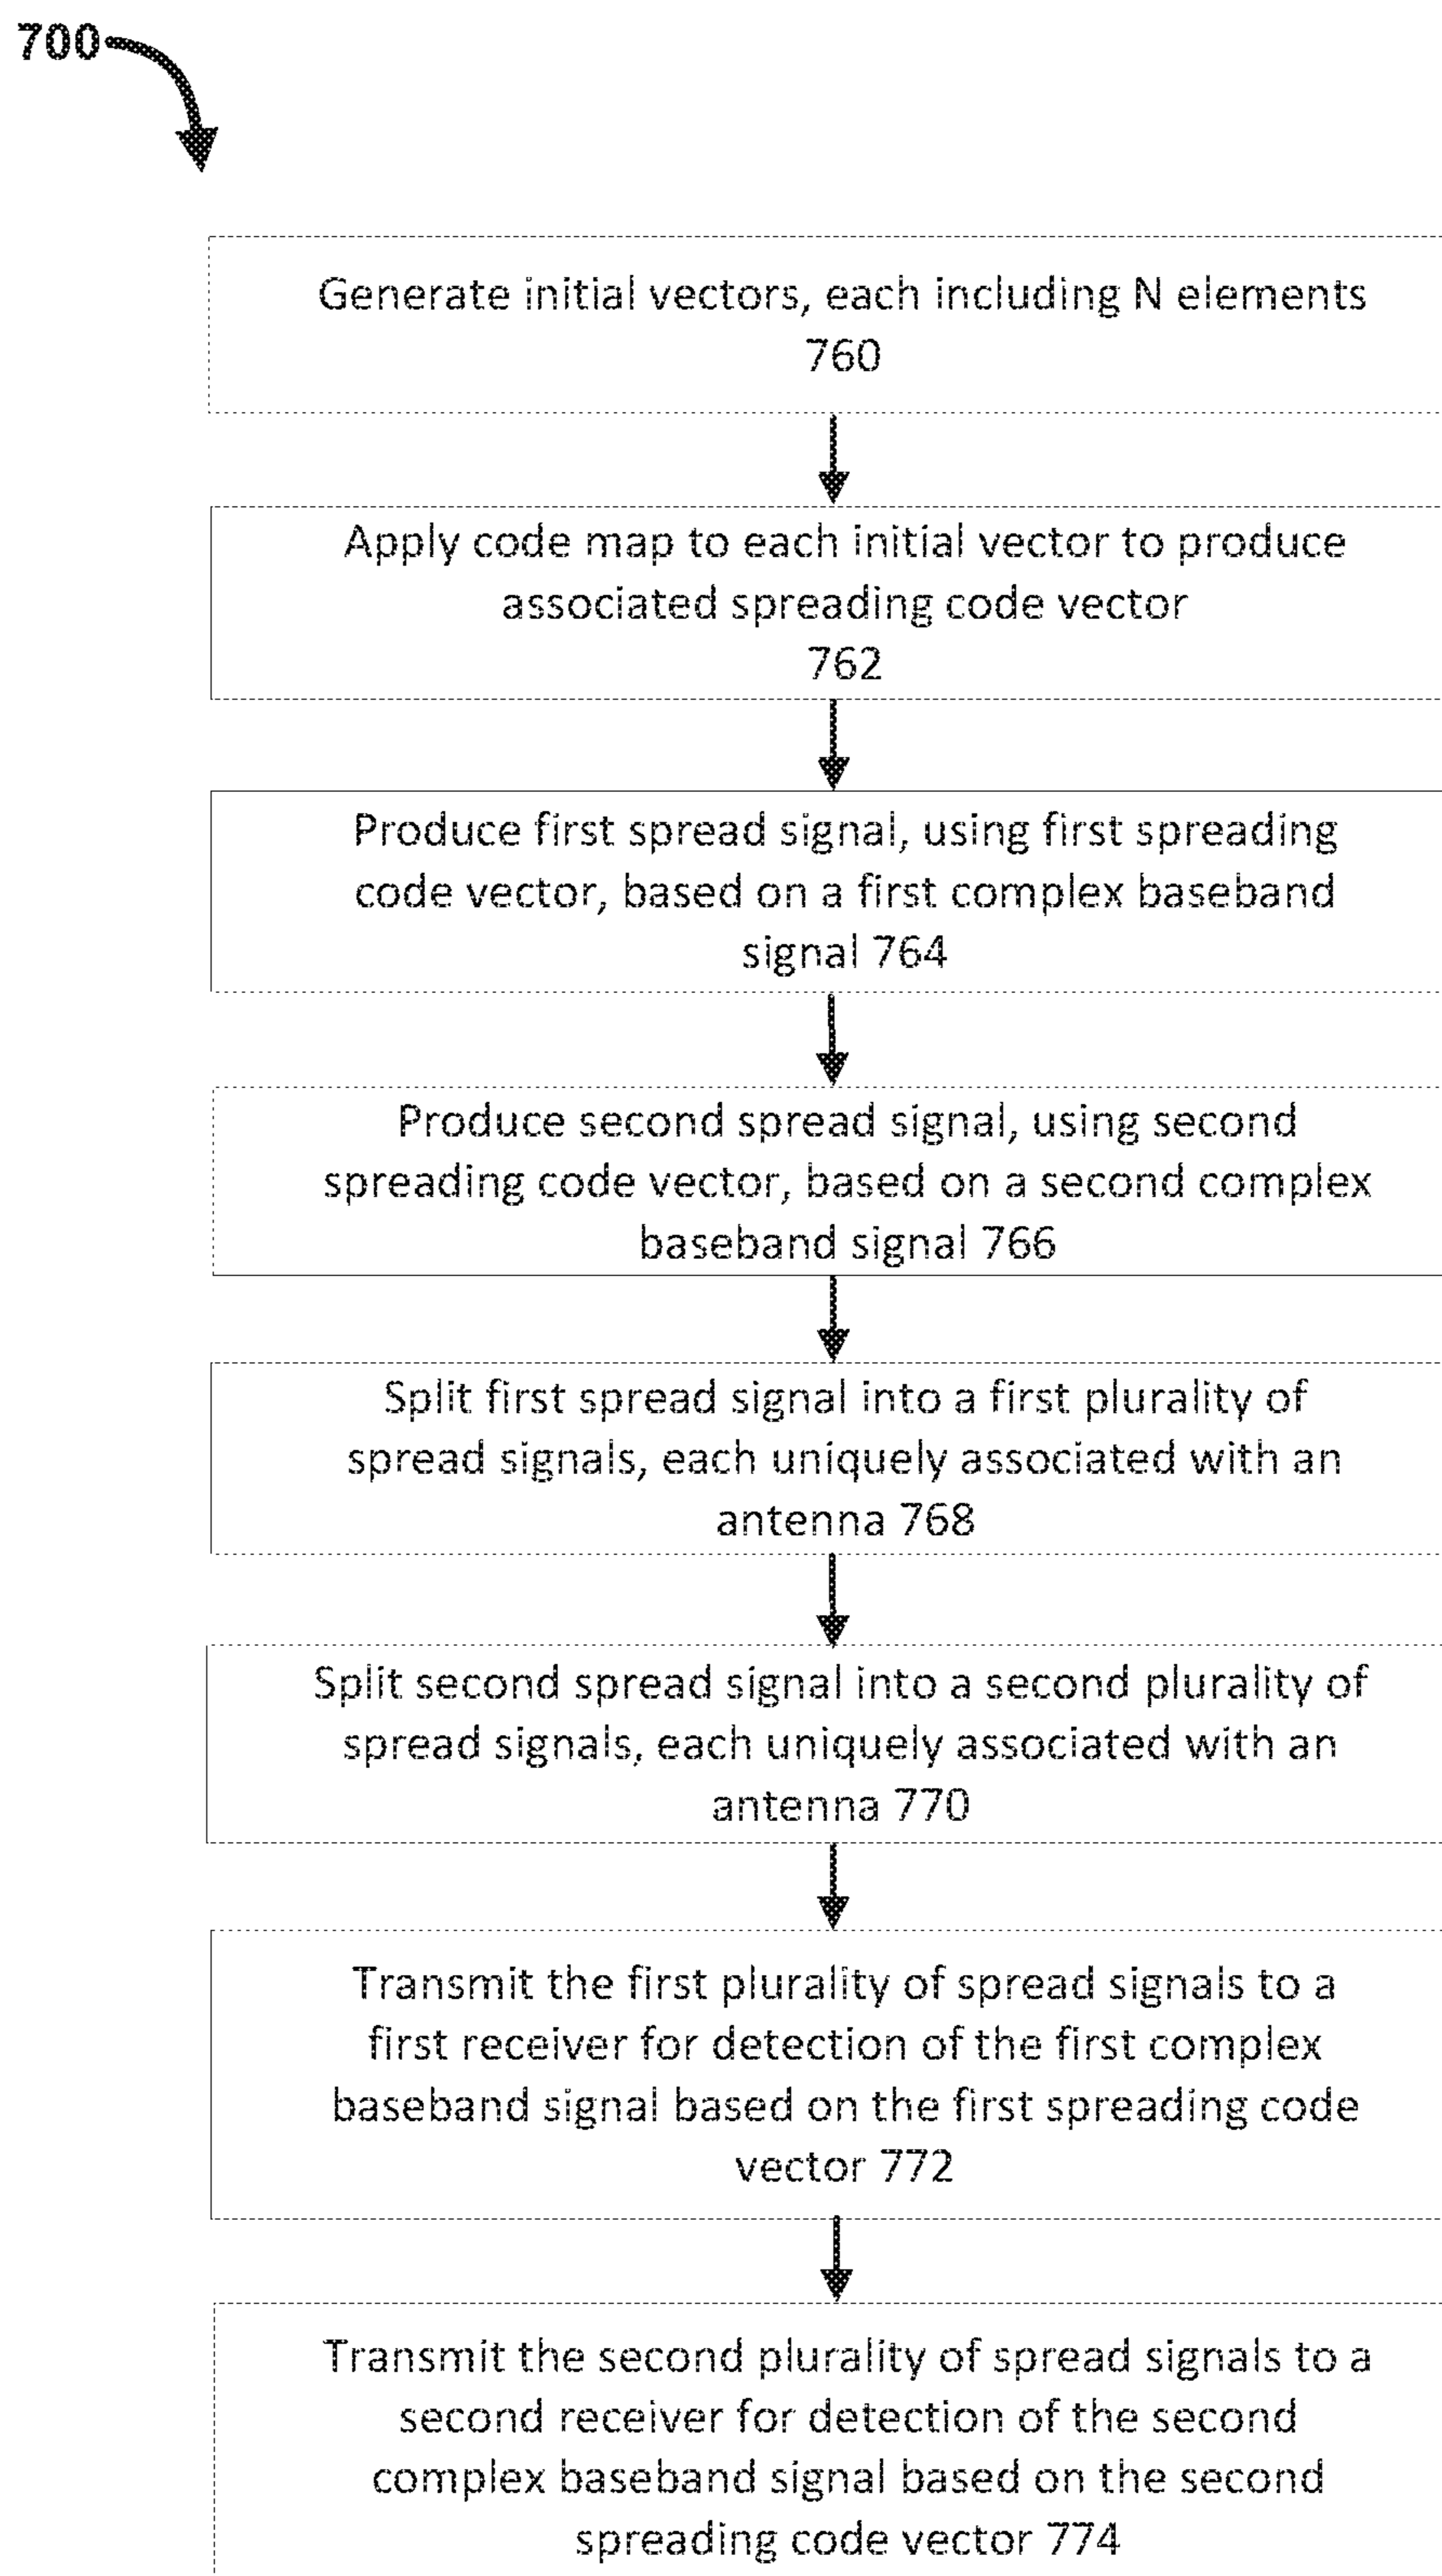 700
Generate initial vectors, each including N elements
760
Apply code map to each initial vector to produce
associated spreading code vector
762
Produce first spread signal, using first spreading
code vector, based on a first complex baseband
signal 764
Produce second spread signal, using second
spreading code vector, based on a second complex
baseband signal 766
Split first spread signal into a first plurality of
spread signals, each uniquely associated with an
antenna 768
Split second spread signal into a second plurality of
spread signals, each uniquely associated with an
antenna 770
Transmit the first plurality of spread signals to a
first receiver for detection of the first complex
baseband signal based on the first spreading code
vector 772
Transmit the second plurality of spread signals to a
second receiver for detection of the second
complex baseband signal based on the second
spreading code vector 774